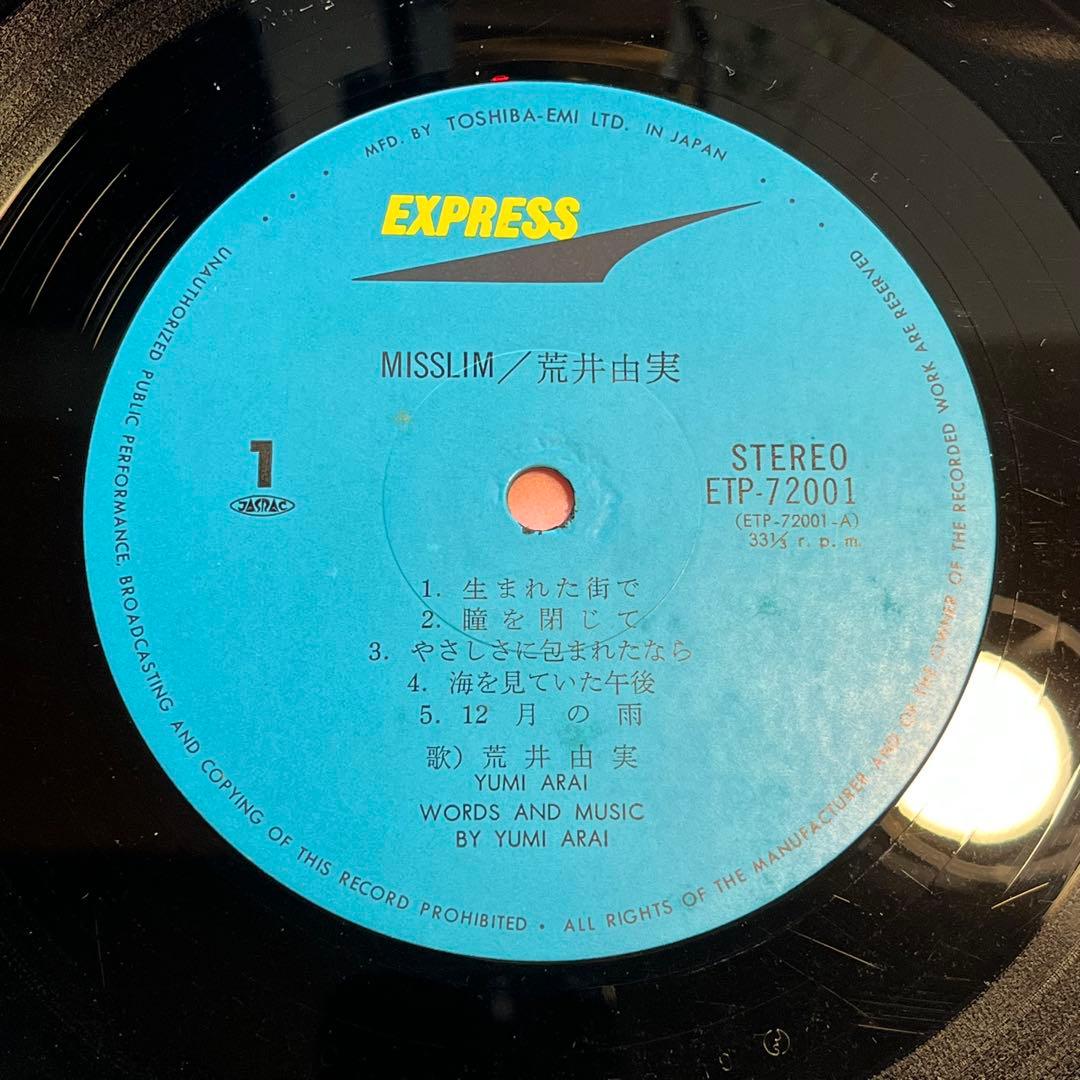 MFD. BY TOSHIBA-EMI LTD. IN JAPAN
EXPRESS
MISSLIM／荒井由実
1
JASRAC
STEREO
ETP-72001
(ETP-72001-A)
33⅓ r. p. m.
1. 生まれた街で
2. 瞳を閉じて
3. やさしさに包まれたなら
4. 海を見ていた午後
5. 12月の雨
歌) 荒井由実
YUMI ARAI
WORDS AND MUSIC
BY YUMI ARAI
UNAUTHORIZED PUBLIC PERFORMANCE, BROADCASTING AND COPYING OF THIS RECORD PROHIBITED • ALL RIGHTS OF THE MANUFACTURER AND OF THE OWNER OF THE RECORDED WORK ARE RESERVED